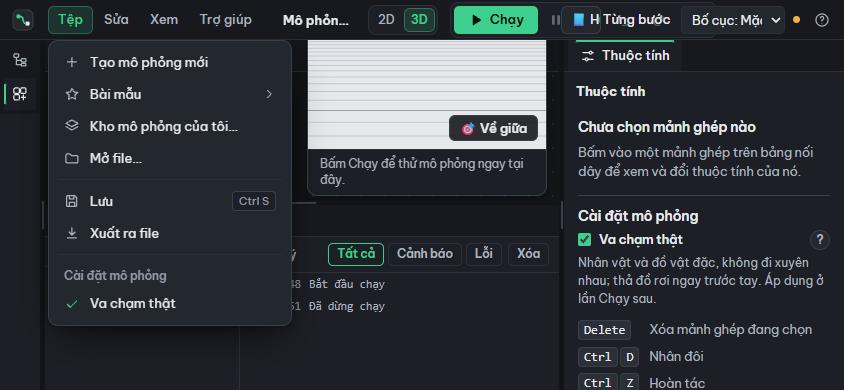 Tệp
Sửa
Xem
Trợ giúp
Mô phỏn...
2D
3D
Chạy
Từng bước
Bố cục:
Tạo mô phỏng mới
Bài mẫu
Kho mô phỏng của tôi...
Mở file...
Lưu
Ctrl S
Xuất ra file
Cài đặt mô phỏng
Va chạm thật
Về giữa
Bấm Chạy để thử mô phỏng ngay tại
đây.
Tất cả
Cảnh báo
Lỗi
Xóa
48 Bắt đầu chạy
51 Đã dừng chạy
Thuộc tính
Thuộc tính
Chưa chọn mảnh ghép nào
Bấm vào một mảnh ghép trên bảng nối
dây để xem và đổi thuộc tính của nó.
Cài đặt mô phỏng
Va chạm thật
?
Nhân vật và đồ vật đặc, không đi xuyên
nhau; thả đồ rơi ngay trước tay. Áp dụng ở
lần Chạy sau.
Delete
Xóa mảnh ghép đang chọn
Ctrl D
Nhân đôi
Ctrl Z
Hoàn tác